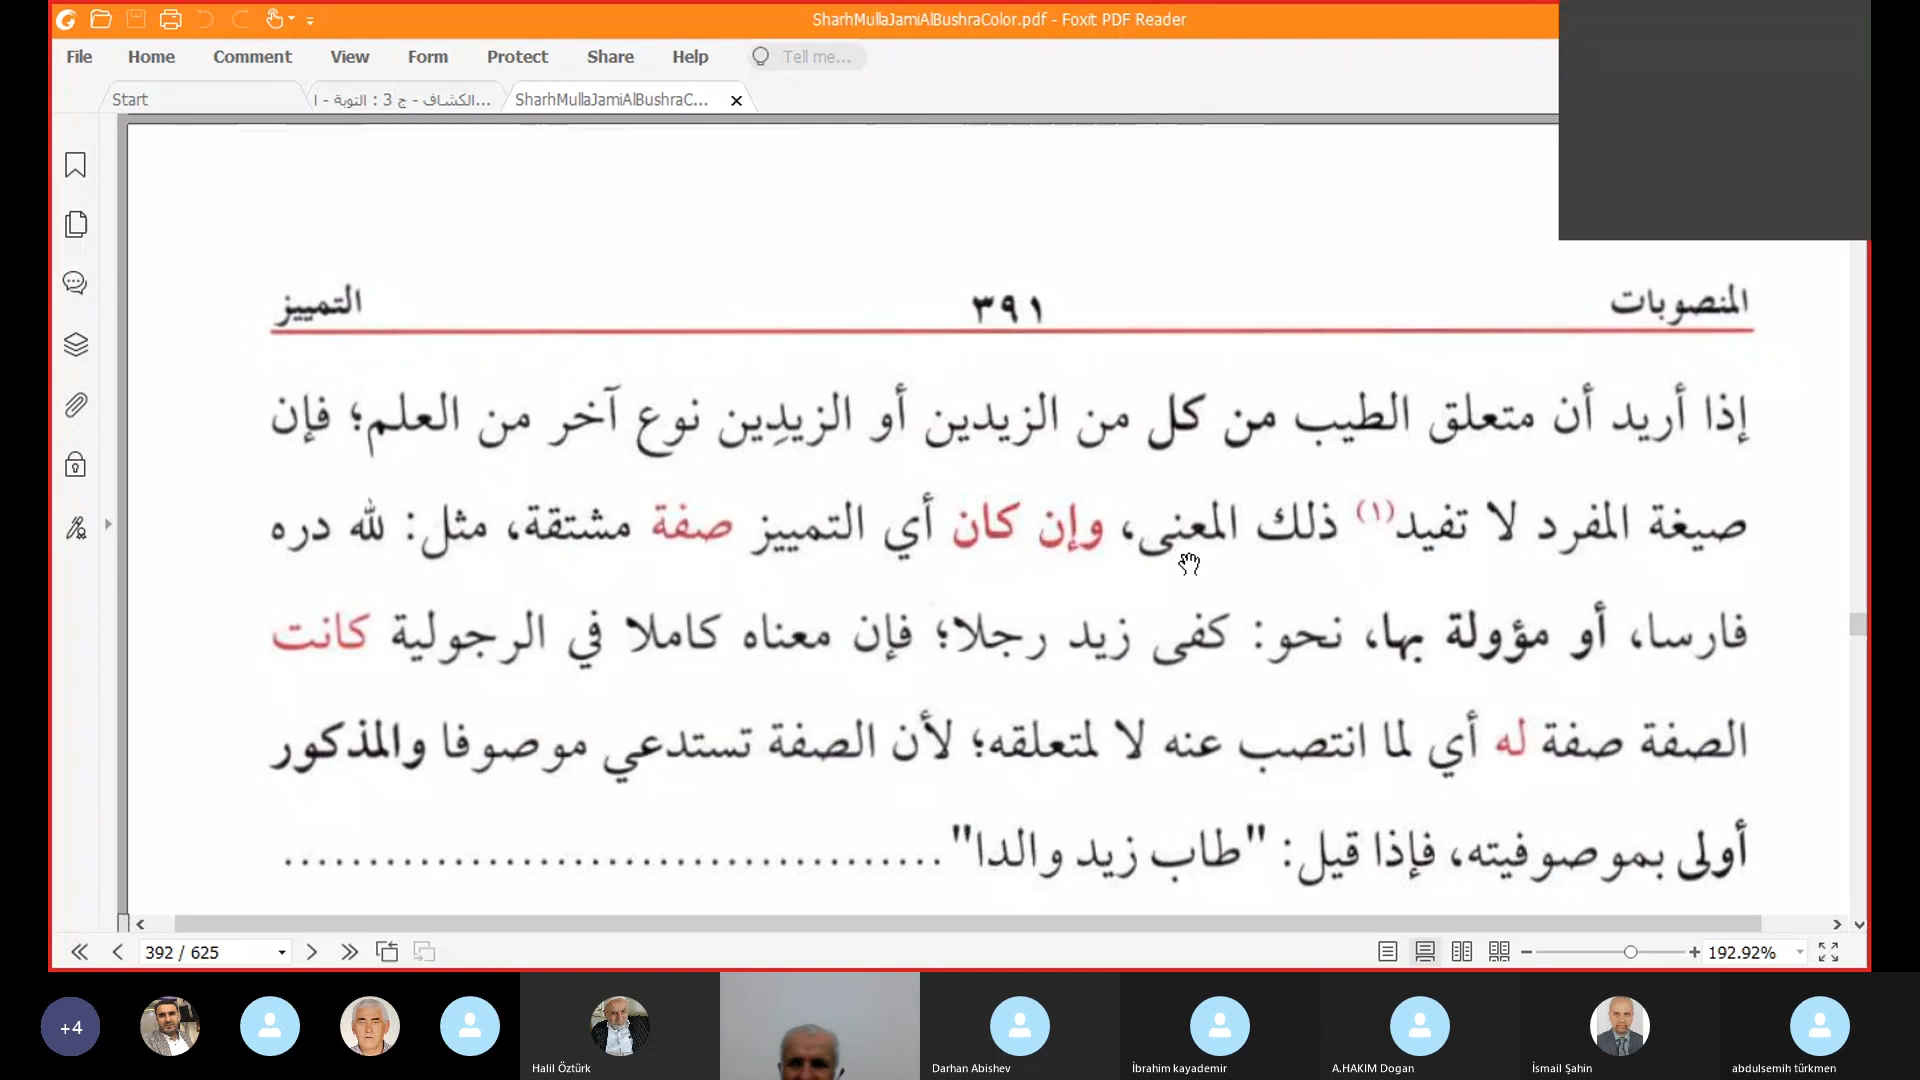 SharhMullaJamiAlBushraColor.pdf - Foxit PDF Reader
File Home Comment View Form Protect Share Help Tell me...
Start
الكشاف - ج 3 : التوبة - ا...
SharhMullaJamiAlBushraC...
المنصوبات ٣٩١ التمييز
إذا أريد أن متعلق الطيب من كل من الزيدين أو الزيدِين نوع آخر من العلم؛ فإن
صيغة المفرد لا تفيد(١) ذلك المعنى، وإن كان أي التمييز صفة مشتقة، مثل: لله دره
فارسا، أو مؤولة بها، نحو: كفى زيد رجلا؛ فإن معناه كاملا في الرجولية كانت
الصفة صفة له أي لما انتصب عنه لا لمتعلقه؛ لأن الصفة تستدعي موصوفا والمذكور
أولى بموصوفيته، فإذا قيل: "طاب زيد والدا" .......................................
392 / 625
192.92%
+4
Halil Öztürk
Darhan Abishev
İbrahim kayademir
A.HAKIM Dogan
İsmail Şahin
abdulsemih türkmen